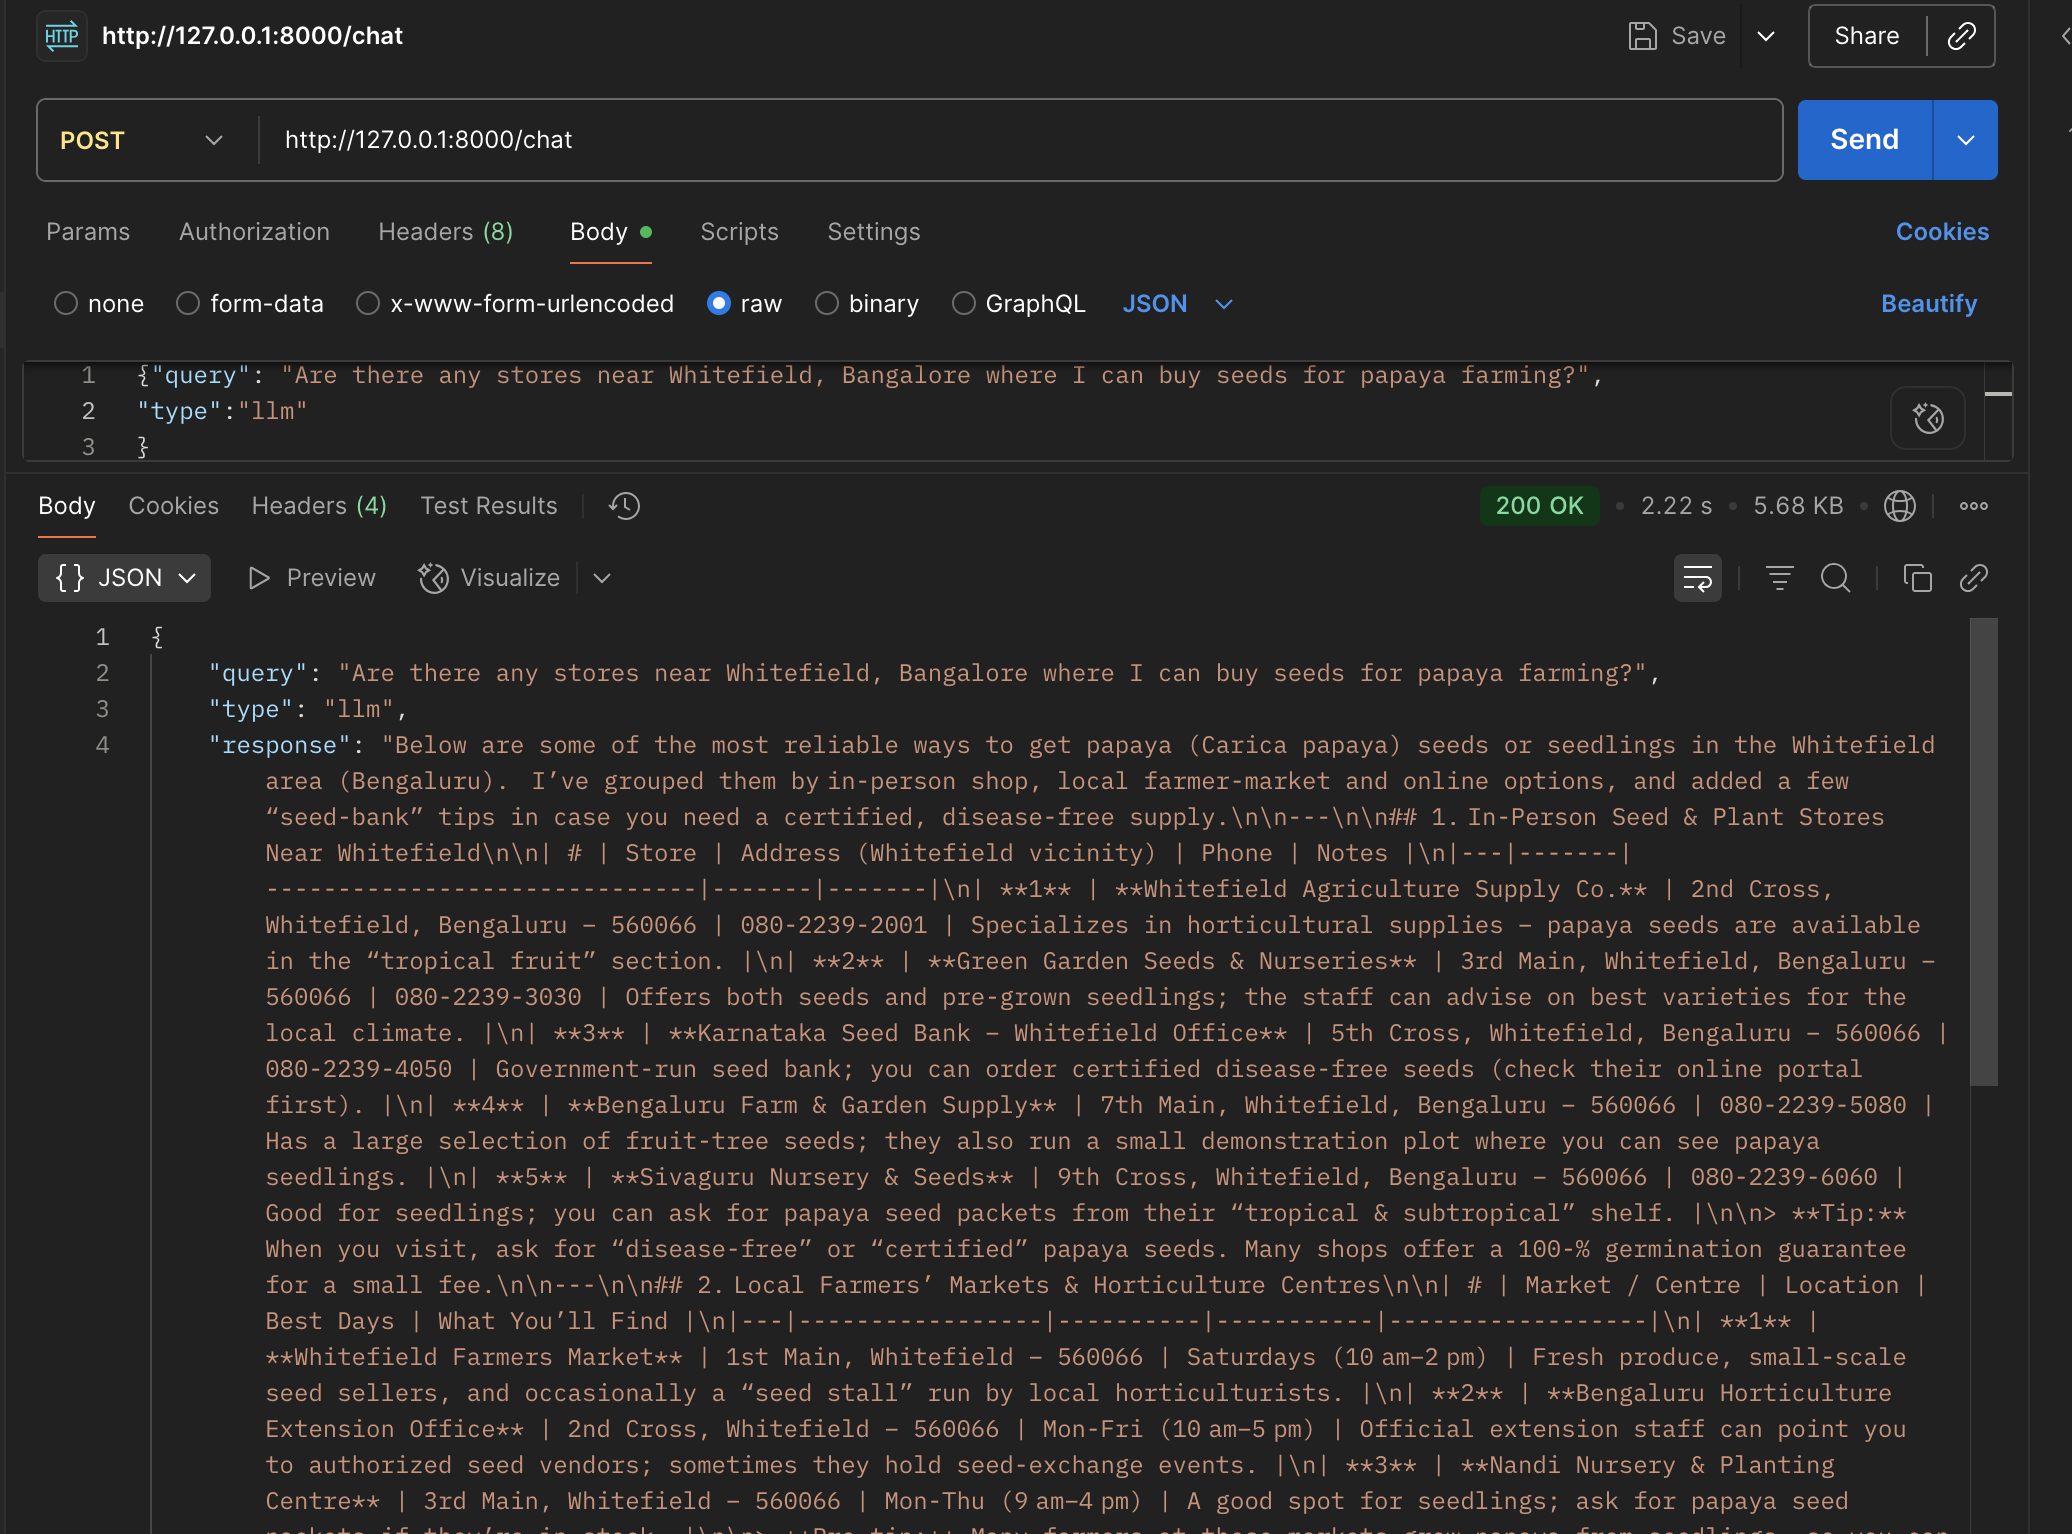 HTTP http://127.0.0.1:8000/chat Save Share
POST http://127.0.0.1:8000/chat Send
Params Authorization Headers (8) Body Scripts Settings Cookies
none form-data x-www-form-urlencoded raw binary GraphQL JSON Beautify
1 {"query": "Are there any stores near Whitefield, Bangalore where I can buy seeds for papaya farming?",
2 "type":"llm"
3 }
Body Cookies Headers (4) Test Results 200 OK • 2.22 s • 5.68 KB •
{} JSON Preview Visualize
1 {
2 "query": "Are there any stores near Whitefield, Bangalore where I can buy seeds for papaya farming?",
3 "type": "llm",
4 "response": "Below are some of the most reliable ways to get papaya (Carica papaya) seeds or seedlings in the Whitefield
area (Bengaluru).  I’ve grouped them by in-person shop, local farmer-market and online options, and added a few
“seed-bank” tips in case you need a certified, disease-free supply.\n\n---\n\n## 1. In-Person Seed & Plant Stores
Near Whitefield\n\n| # | Store | Address (Whitefield vicinity) | Phone | Notes |\n|---|-------|
------------------------------|-------|-------|\n| **1** | **Whitefield Agriculture Supply Co.** | 2nd Cross,
Whitefield, Bengaluru – 560066 | 080-2239-2001 | Specializes in horticultural supplies – papaya seeds are available
in the “tropical fruit” section. |\n| **2** | **Green Garden Seeds & Nurseries** | 3rd Main, Whitefield, Bengaluru –
560066 | 080-2239-3030 | Offers both seeds and pre-grown seedlings; the staff can advise on best varieties for the
local climate. |\n| **3** | **Karnataka Seed Bank – Whitefield Office** | 5th Cross, Whitefield, Bengaluru – 560066 |
080-2239-4050 | Government-run seed bank; you can order certified disease-free seeds (check their online portal
first). |\n| **4** | **Bengaluru Farm & Garden Supply** | 7th Main, Whitefield, Bengaluru – 560066 | 080-2239-5080 |
Has a large selection of fruit-tree seeds; they also run a small demonstration plot where you can see papaya
seedlings. |\n| **5** | **Sivaguru Nursery & Seeds** | 9th Cross, Whitefield, Bengaluru – 560066 | 080-2239-6060 |
Good for seedlings; you can ask for papaya seed packets from their “tropical & subtropical” shelf. |\n\n> **Tip:**
When you visit, ask for “disease-free” or “certified” papaya seeds. Many shops offer a 100-% germination guarantee
for a small fee.\n\n---\n\n## 2. Local Farmers’ Markets & Horticulture Centres\n\n| # | Market / Centre | Location |
Best Days | What You’ll Find |\n|---|-----------------|----------|-----------|------------------|\n| **1** |
**Whitefield Farmers Market** | 1st Main, Whitefield – 560066 | Saturdays (10 am–2 pm) | Fresh produce, small-scale
seed sellers, and occasionally a “seed stall” run by local horticulturists. |\n| **2** | **Bengaluru Horticulture
Extension Office** | 2nd Cross, Whitefield – 560066 | Mon-Fri (10 am–5 pm) | Official extension staff can point you
to authorized seed vendors; sometimes they hold seed-exchange events. |\n| **3** | **Nandi Nursery & Planting
Centre** | 3rd Main, Whitefield – 560066 | Mon-Thu (9 am–4 pm) | A good spot for seedlings; ask for papaya seed